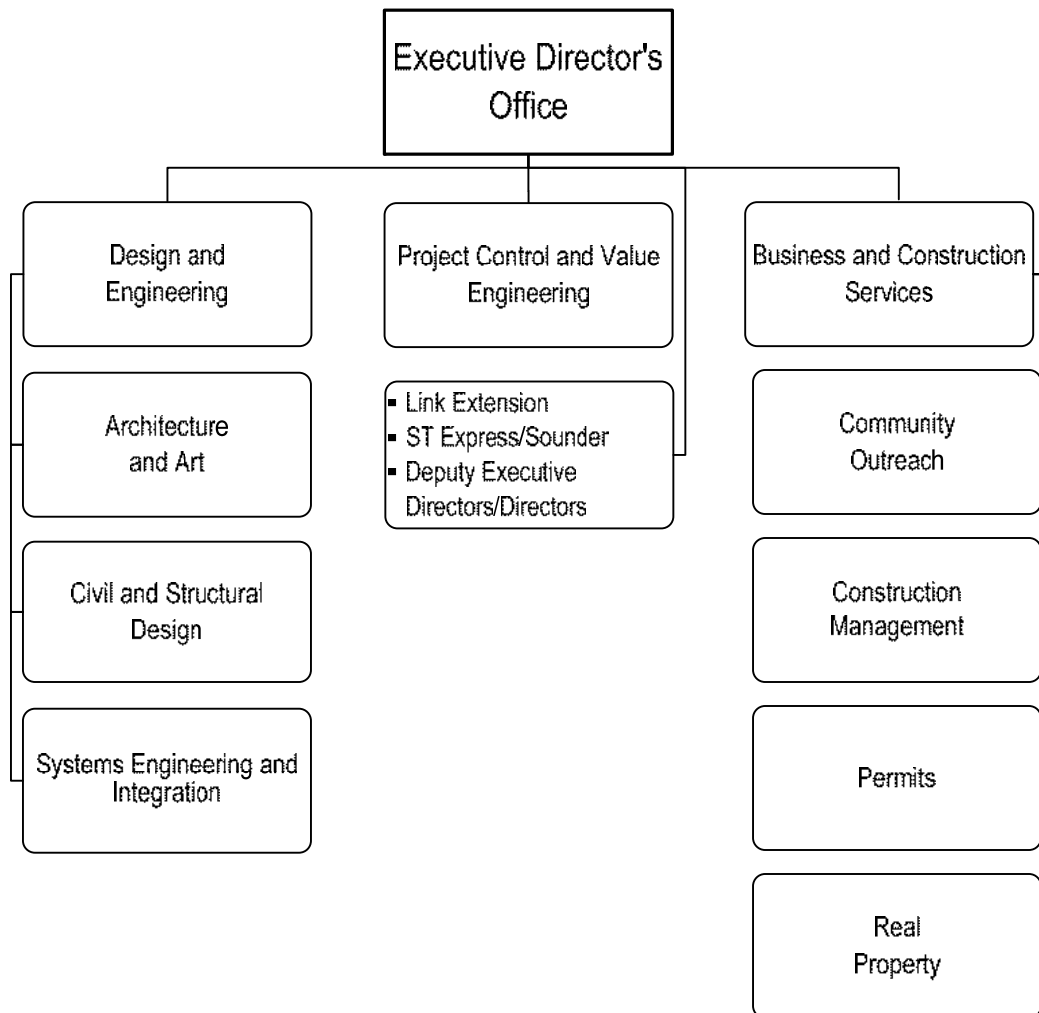 Executive Director's
Office
Design and
Engineering
Project Control and Value
Engineering
Business and Construction
Services
Architecture
and Art
▪ Link Extension
▪ ST Express/Sounder
▪ Deputy Executive
Directors/Directors
Community
Outreach
Civil and Structural
Design
Construction
Management
Systems Engineering and
Integration
Permits
Real
Property